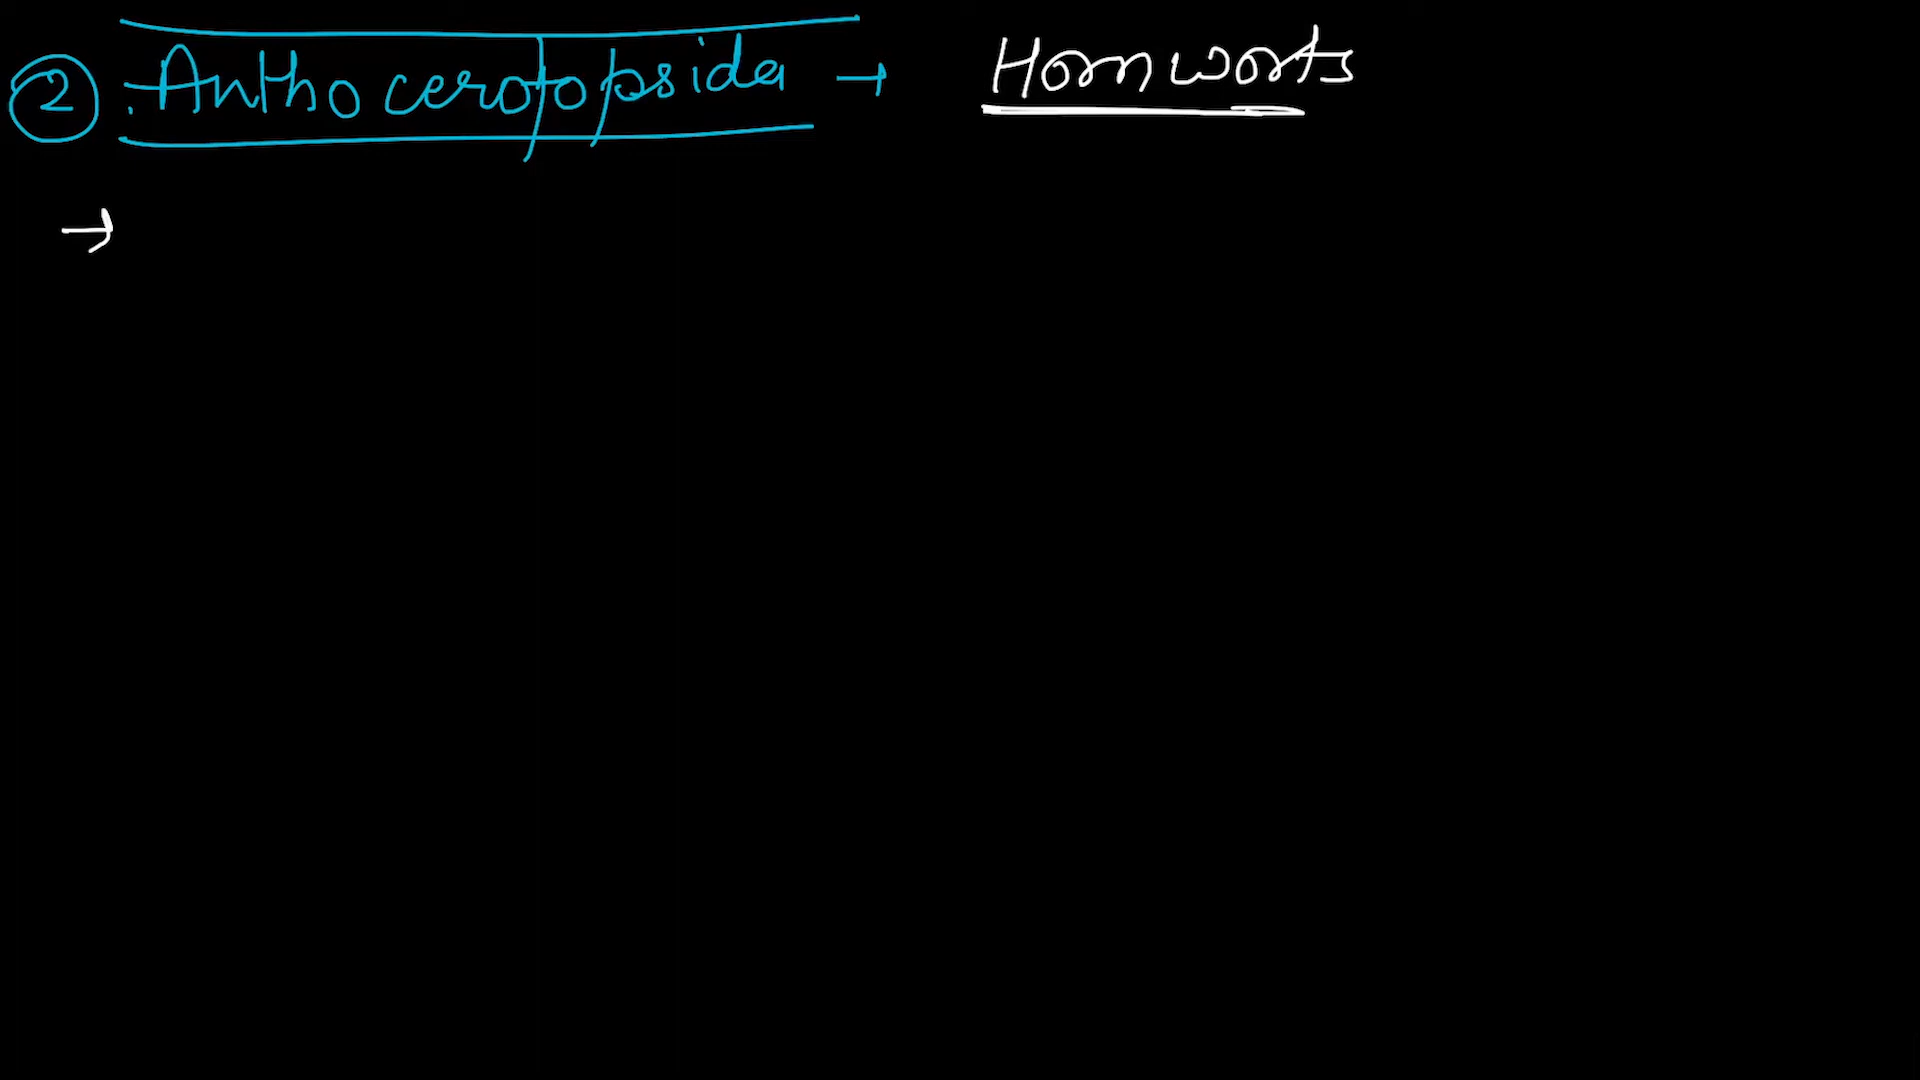 ② Anthocerotopsida → Hornworts
→